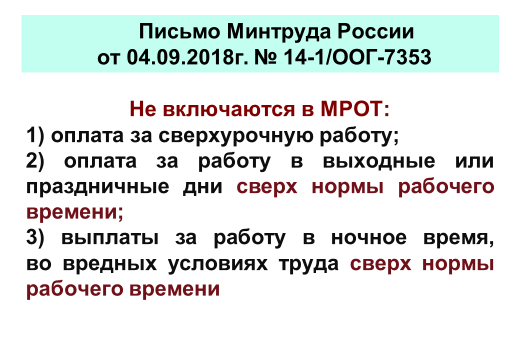 Письмо Минтруда России
от 04.09.2018г. № 14-1/ООГ-7353
Не включаются в МРОТ:
1) оплата за сверхурочную работу;
2) оплата за работу в выходные или
праздничные дни сверх нормы рабочего
времени;
3) выплаты за работу в ночное время,
во вредных условиях труда сверх нормы
рабочего времени